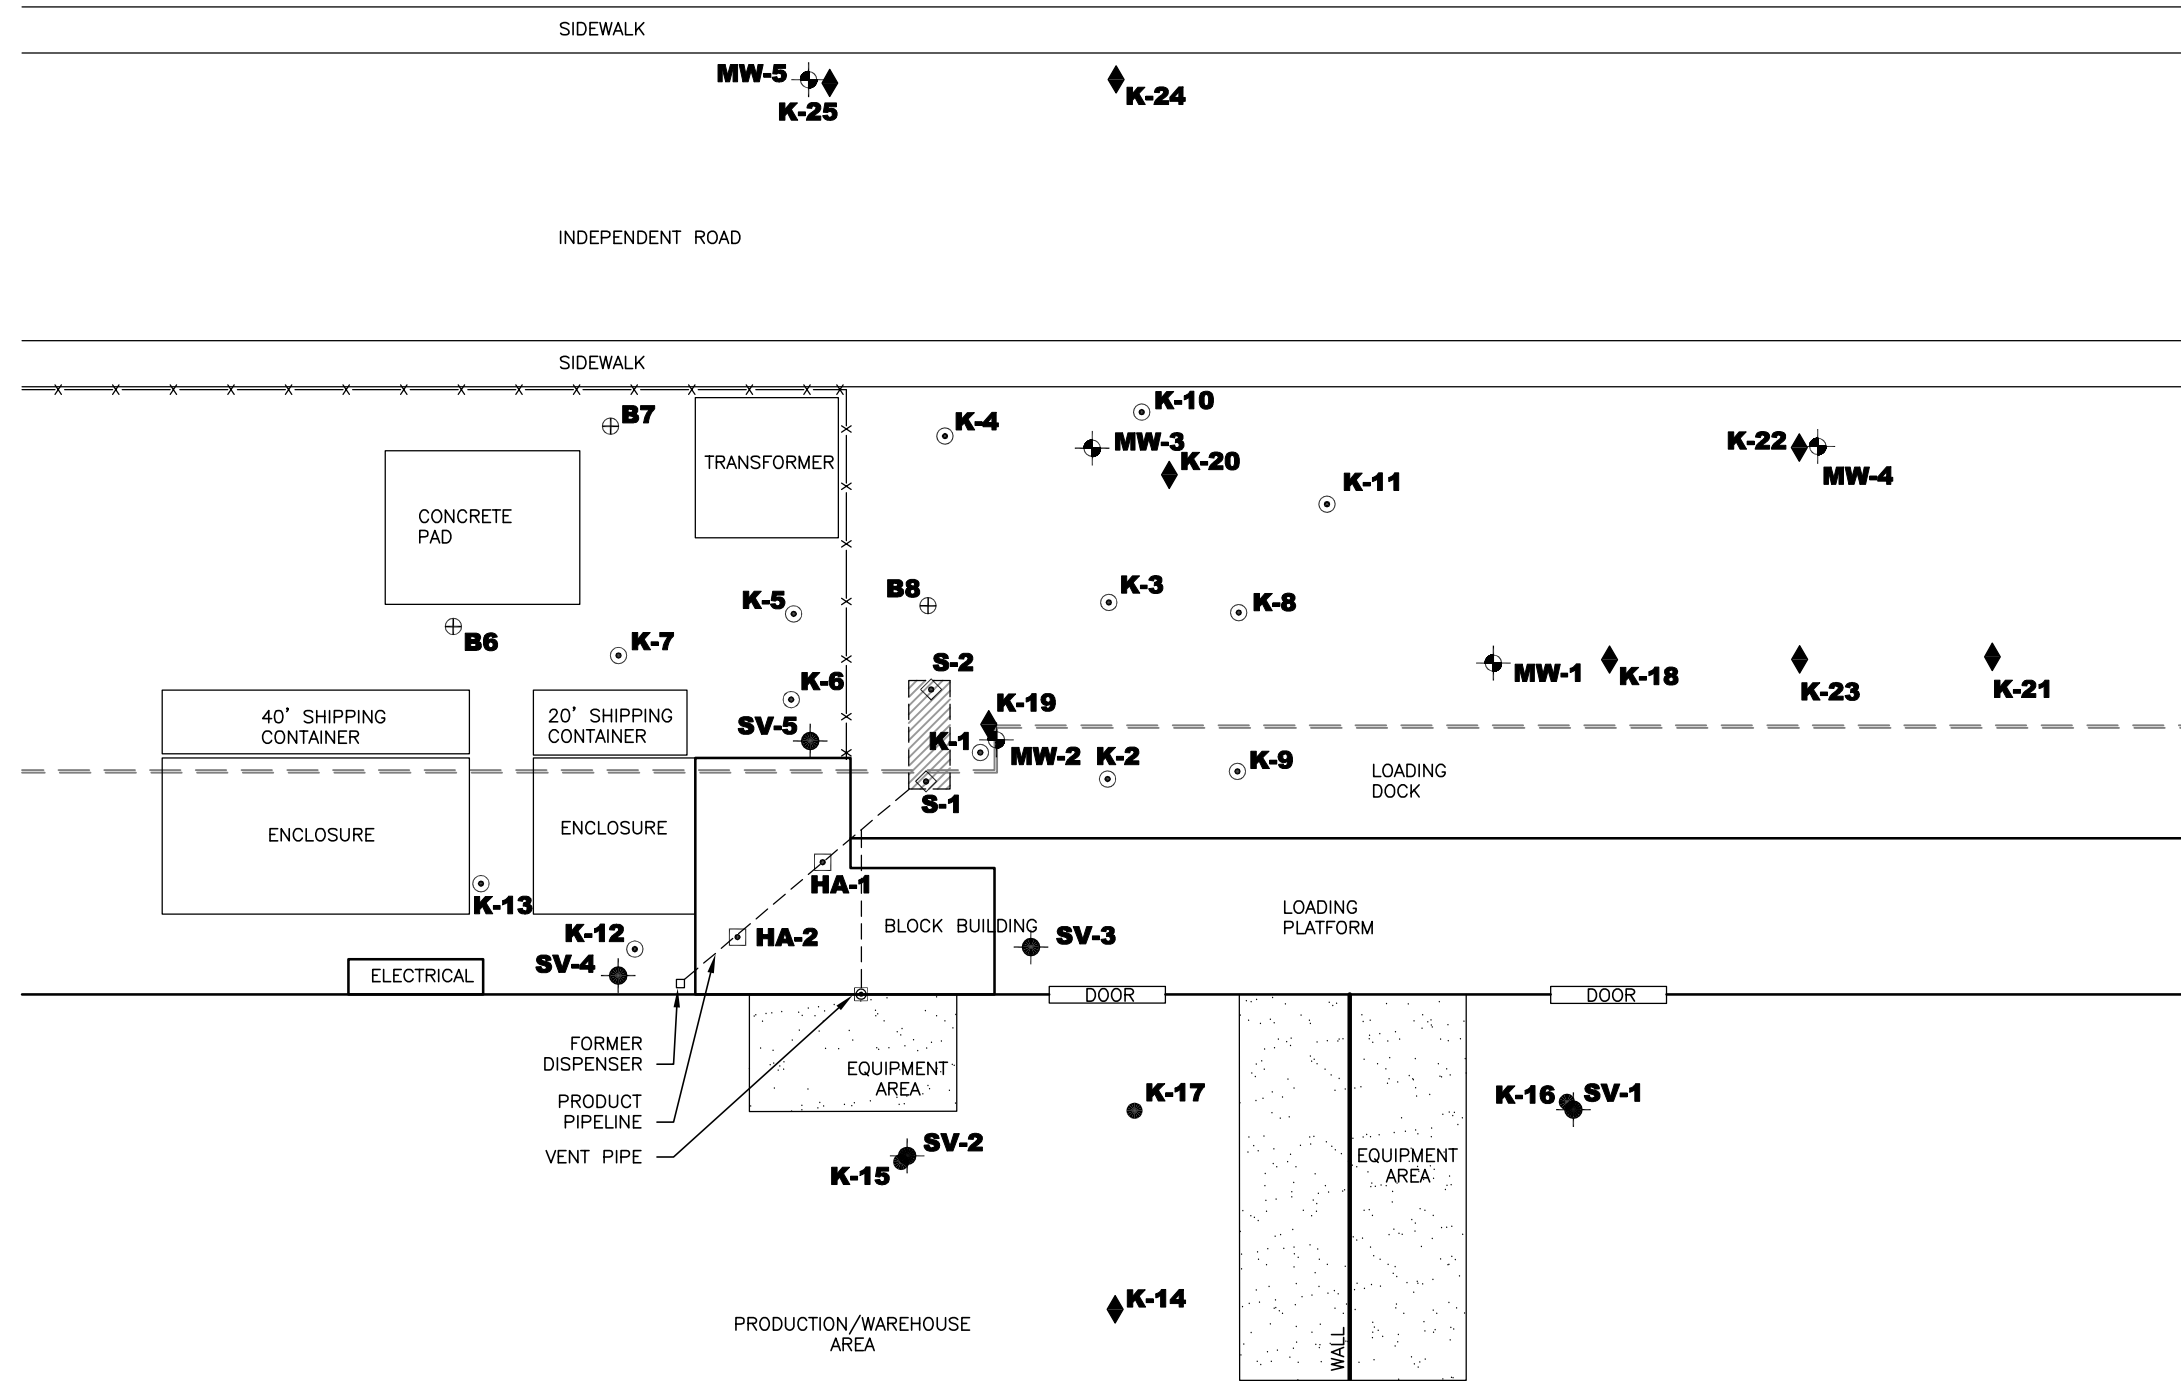 SIDEWALK
MW-5
K-25
K-24
INDEPENDENT ROAD
SIDEWALK
B7
K-4
K-10
MW-3
K-20
K-22
MW-4
TRANSFORMER
K-11
CONCRETE
PAD
K-5
B8
K-3
K-8
B6
K-7
K-6
S-2
MW-1
K-18
K-23
K-21
40' SHIPPING
CONTAINER
20' SHIPPING
CONTAINER
SV-5
K-19
K-1
MW-2
K-2
K-9
LOADING
DOCK
S-1
ENCLOSURE
ENCLOSURE
HA-1
K-13
K-12
HA-2
BLOCK BUILDING
SV-3
LOADING
PLATFORM
SV-4
ELECTRICAL
DOOR
DOOR
FORMER
DISPENSER
EQUIPMENT
AREA
PRODUCT
PIPELINE
K-17
K-16
SV-1
VENT PIPE
SV-2
K-15
EQUIPMENT
AREA
K-14
PRODUCTION/WAREHOUSE
AREA
WALL